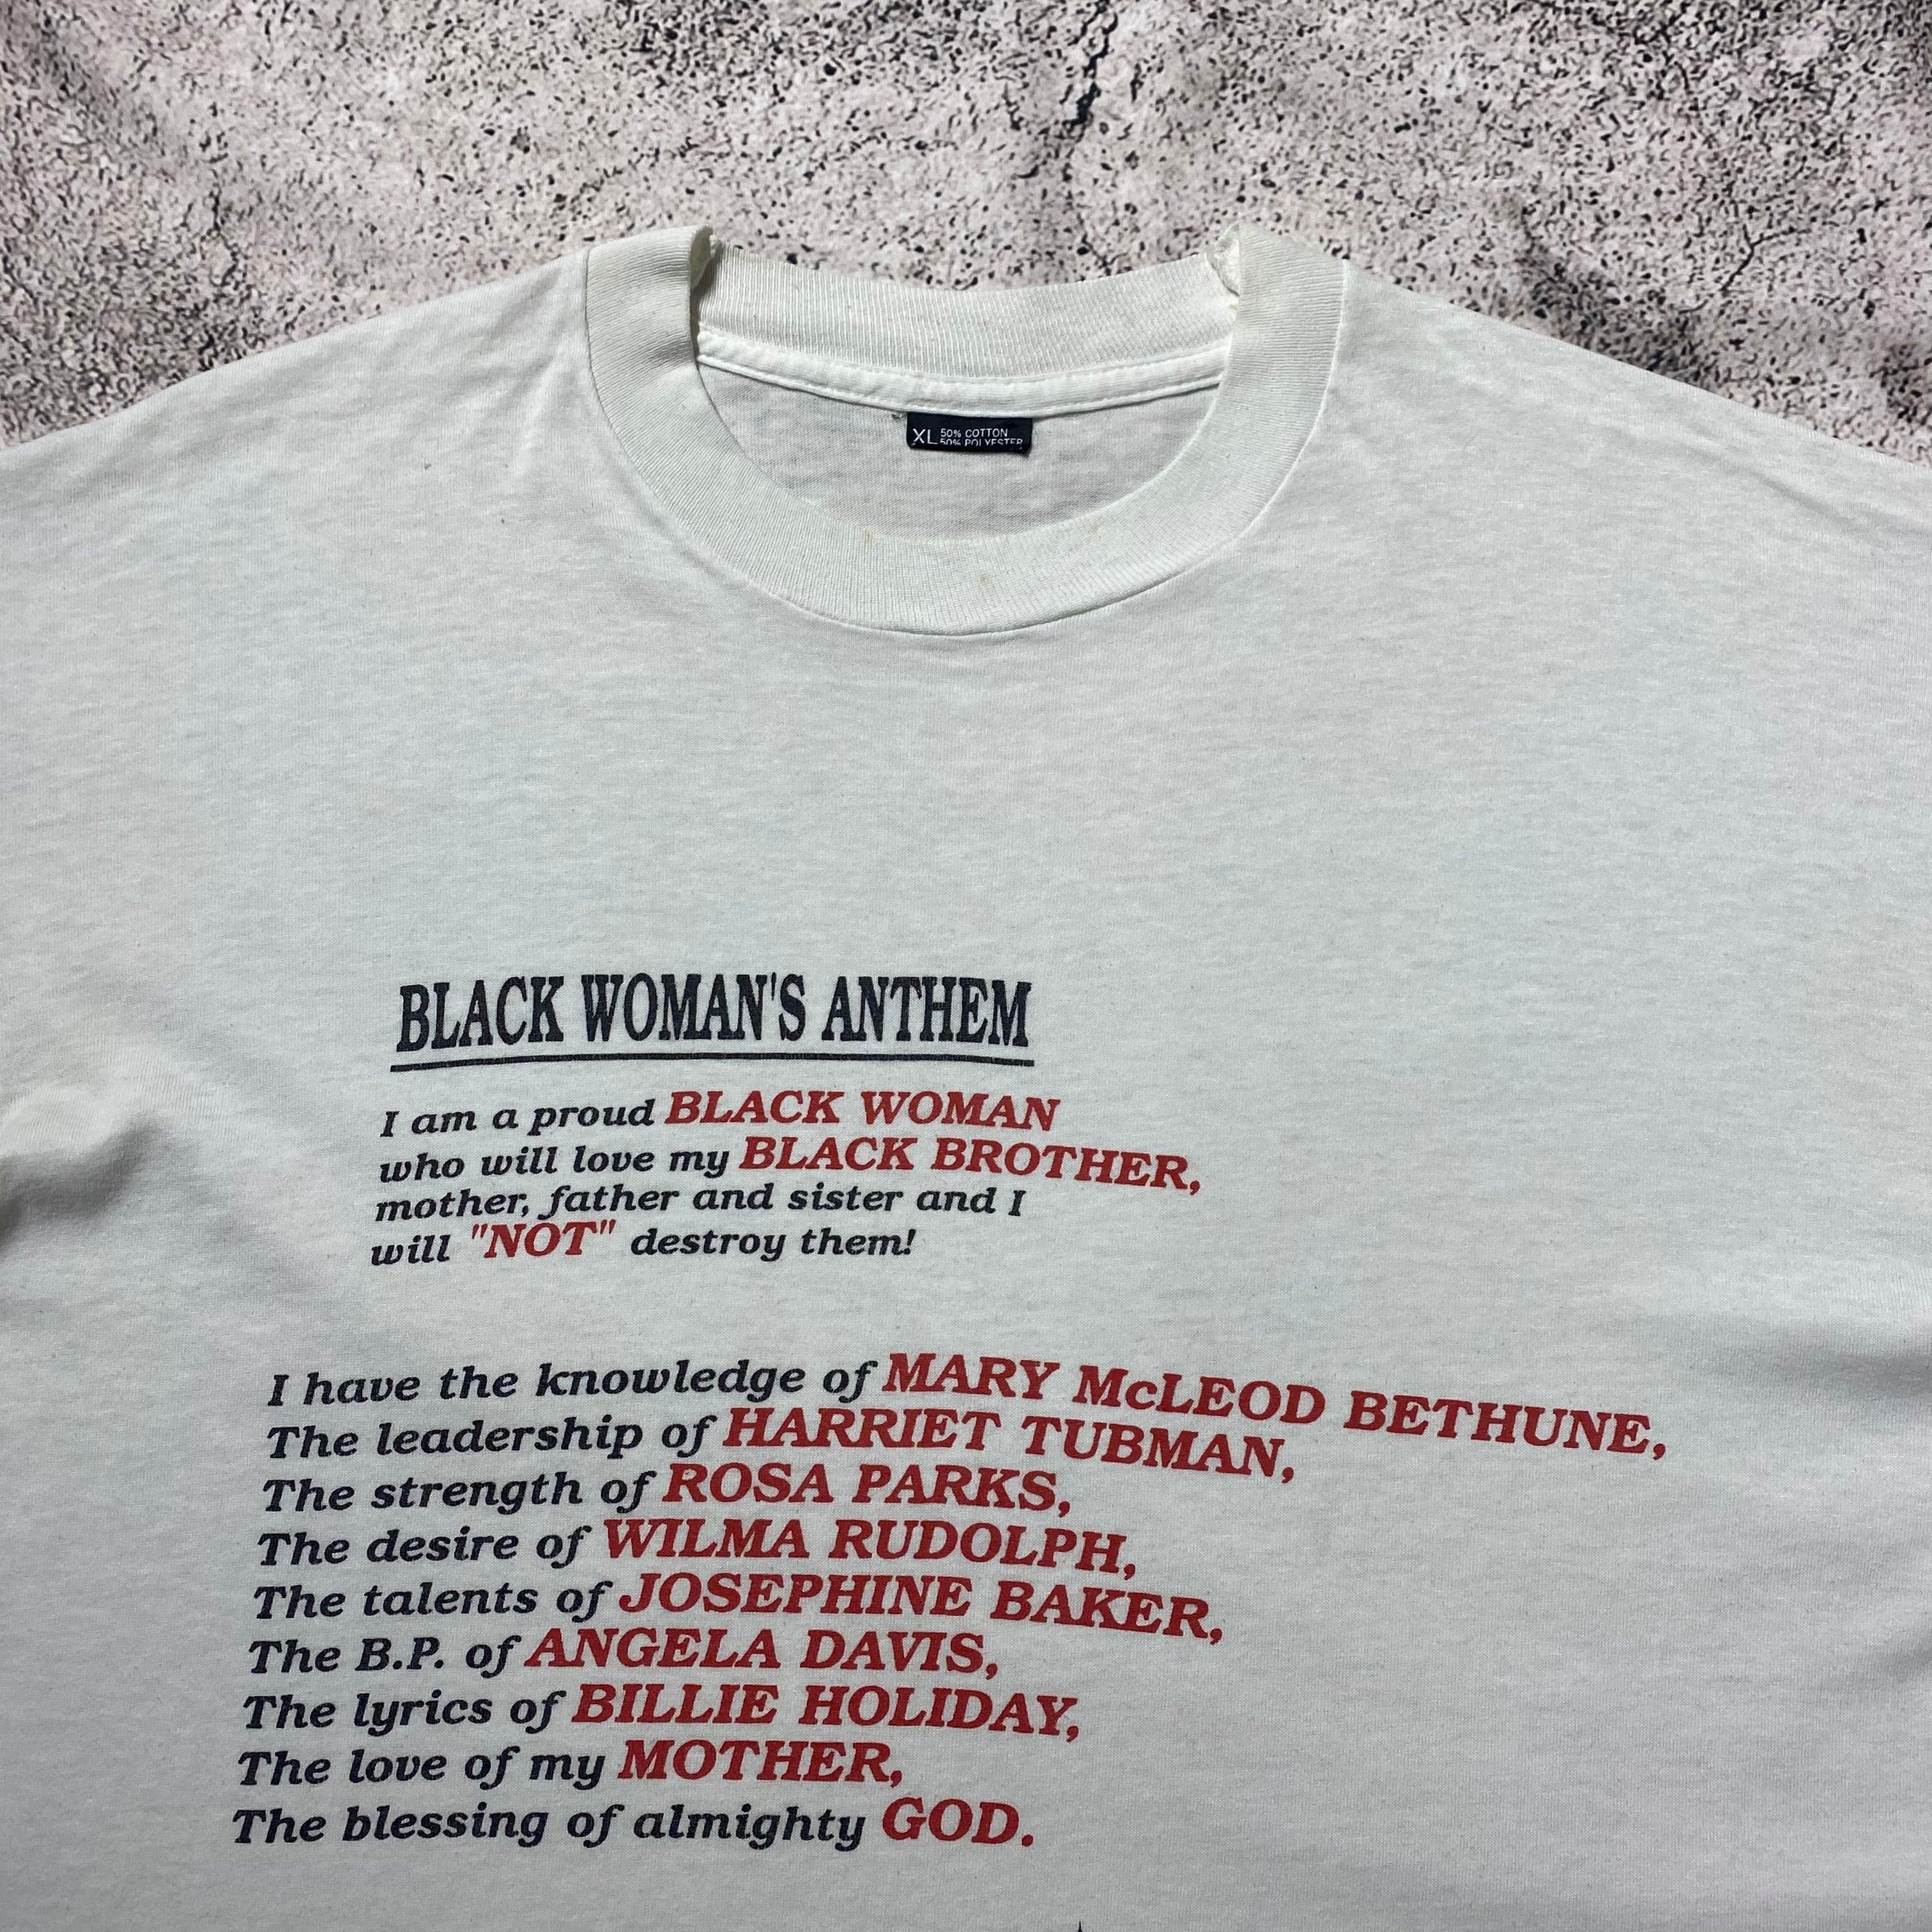 XL 50% COTTON
50% POLYESTER
BLACK WOMAN'S ANTHEM
I am a proud BLACK WOMAN
who will love my BLACK BROTHER,
mother, father and sister and I
will "NOT" destroy them!
I have the knowledge of MARY McLEOD BETHUNE,
The leadership of HARRIET TUBMAN,
The strength of ROSA PARKS,
The desire of WILMA RUDOLPH,
The talents of JOSEPHINE BAKER,
The B.P. of ANGELA DAVIS,
The lyrics of BILLIE HOLIDAY,
The love of my MOTHER,
The blessing of almighty GOD.